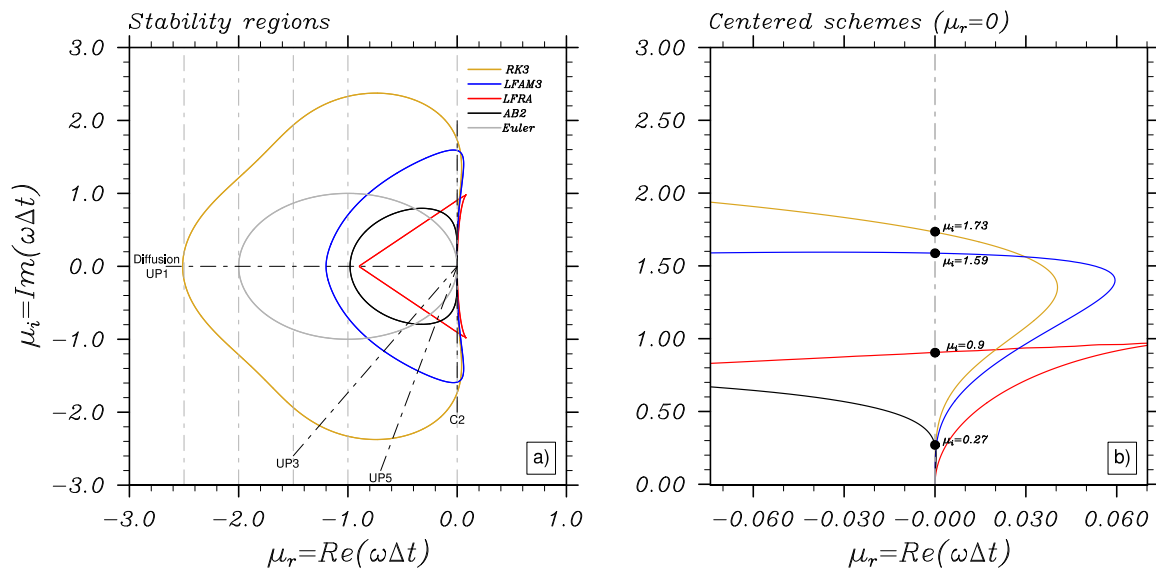 Stability regions
3.0
2.0
1.0
0.0
−1.0
−2.0
−3.0
μi=Im(ωΔt)
RK3
LFAM3
LFRA
AB2
Euler
Diffusion
UP1
UP3
UP5
C2
a)
−3.0 −2.0 −1.0 0.0 1.0
μr=Re(ωΔt)
Centered schemes (μr=0)
3.00
2.50
2.00
1.50
1.00
0.50
0.00
μi=1.73
μi=1.59
μi=0.9
μi=0.27
b)
−0.060 −0.030 −0.000 0.030 0.060
μr=Re(ωΔt)